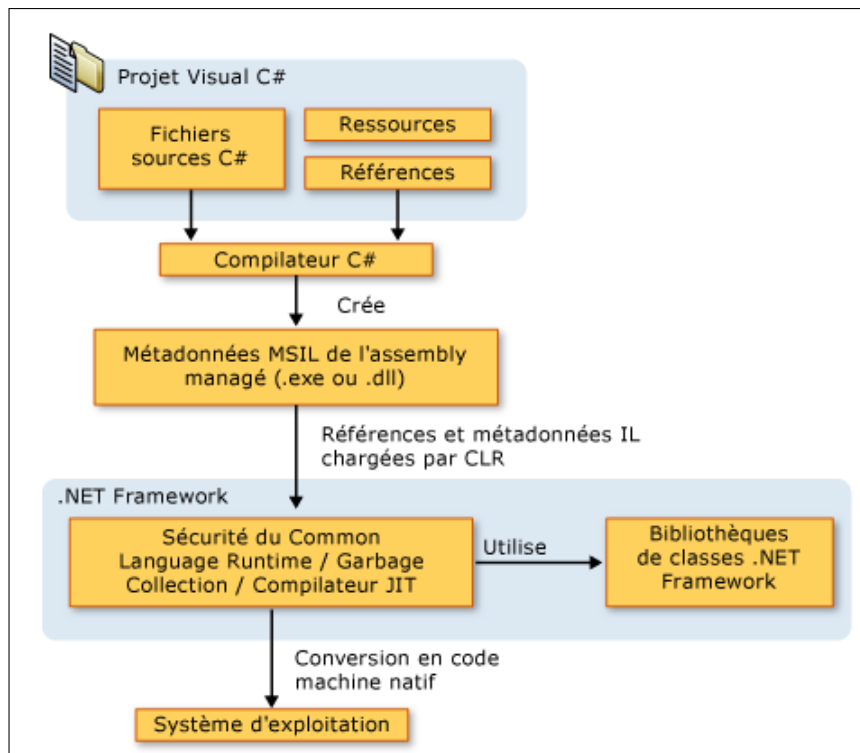 Projet Visual C#
Fichiers
sources C#
Ressources
Références
Compilateur C#
Crée
Métadonnées MSIL de l'assembly
managé (.exe ou .dll)
Références et métadonnées IL
chargées par CLR
.NET Framework
Sécurité du Common
Language Runtime / Garbage
Collection / Compilateur JIT
Utilise
Bibliothèques
de classes .NET
Framework
Conversion en code
machine natif
Système d'exploitation